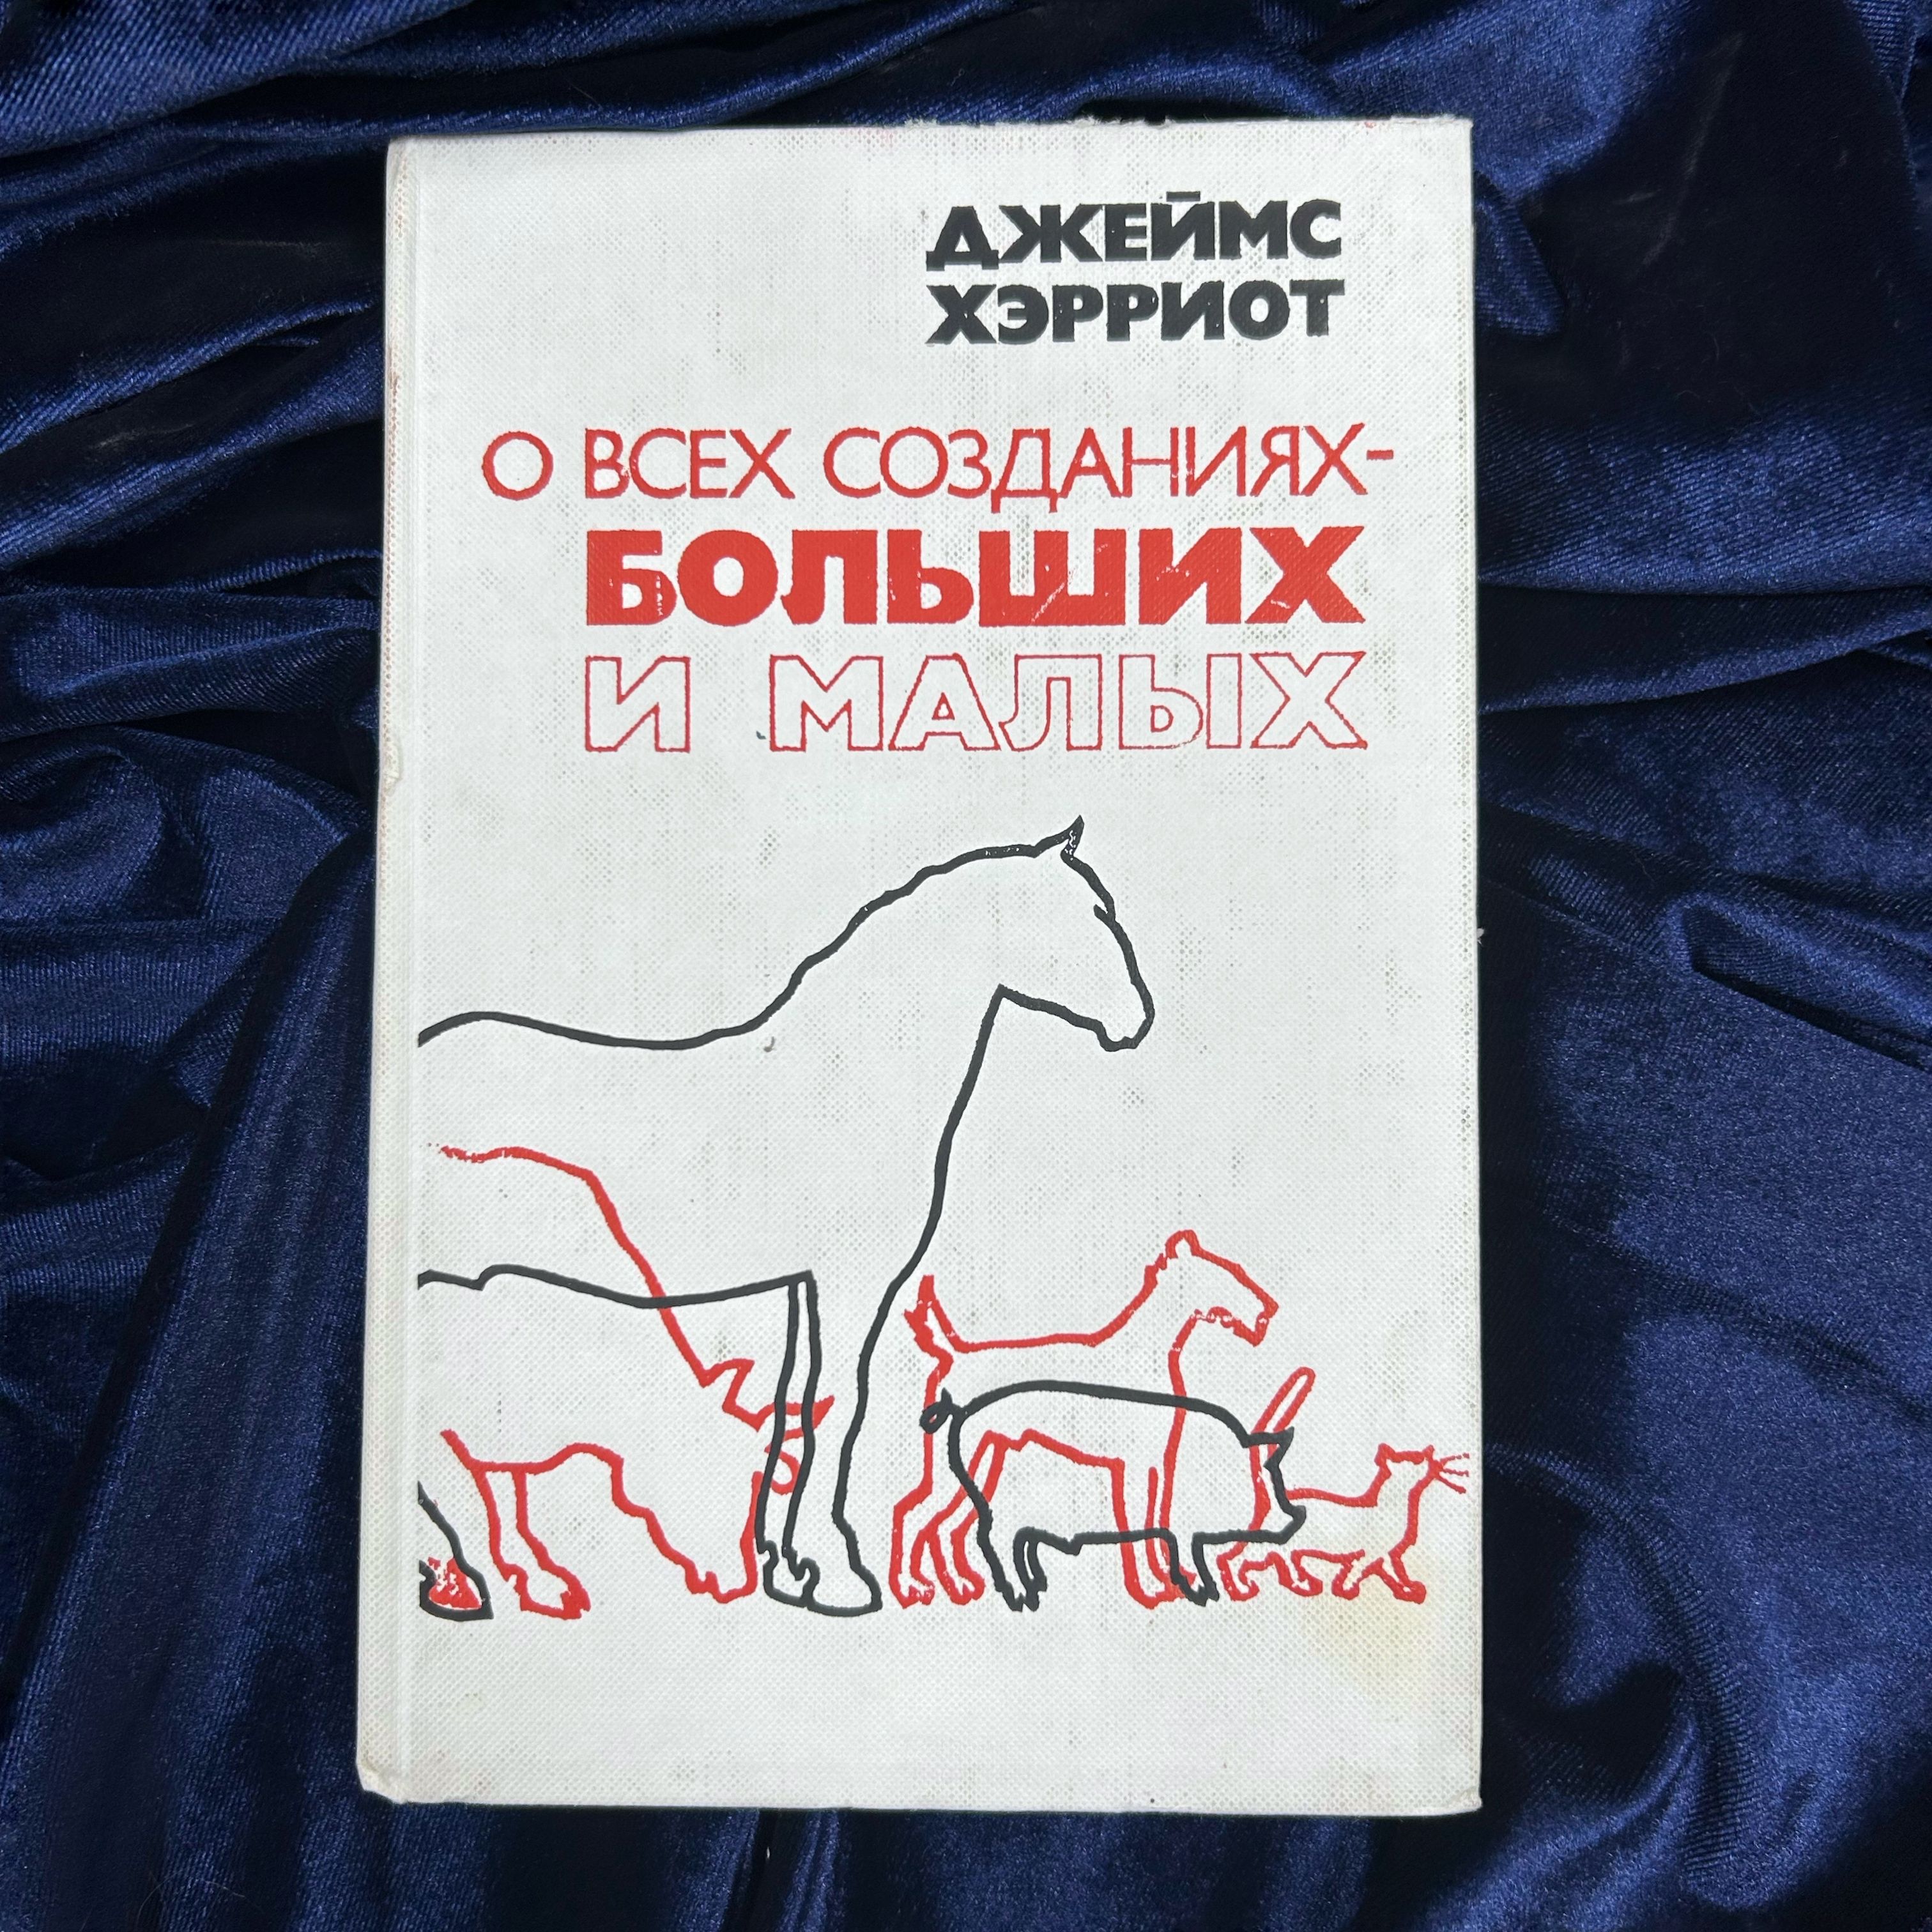 ДЖЕЙМС
ХЭРРИОТ
О ВСЕХ СОЗДАНИЯХ-
БОЛЬШИХ
И МАЛЫХ